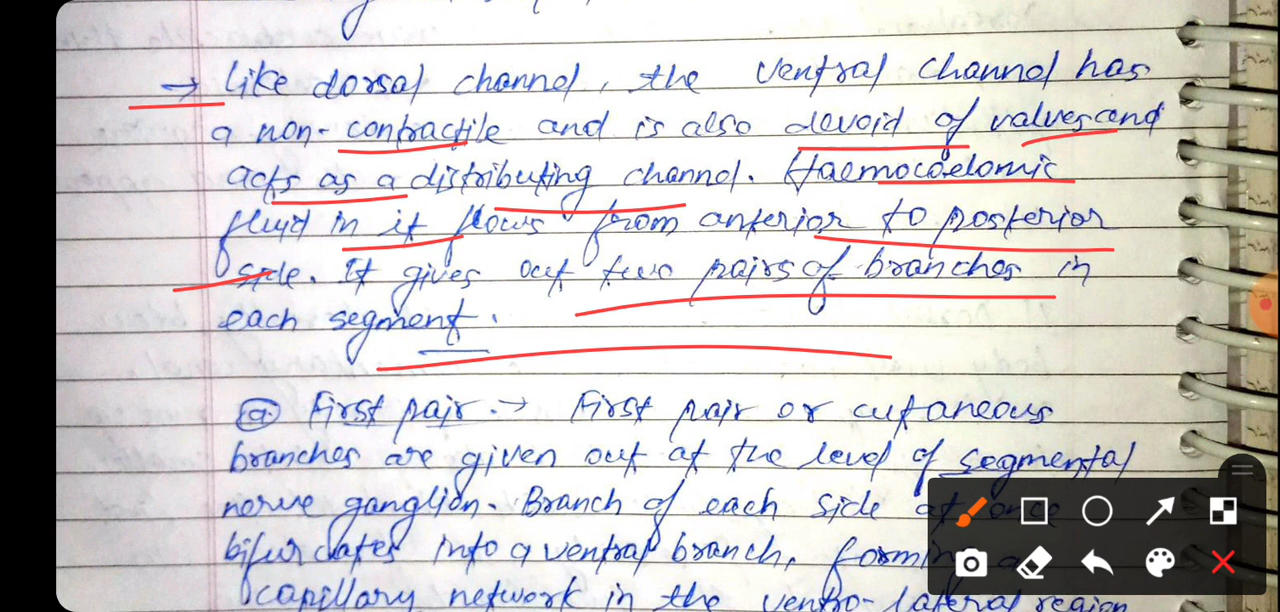 → Like dorsal channel, the ventral channel has
a non-contractile and is also devoid of valves and
acts as a distributing channel. Haemocoelomic
fluid in it flows from anterior to posterior
side. It gives out two pairs of branches in
each segment.
ⓐ First pair. → First pair or cutaneous
branches are given out at the level of segmental
nerve ganglion. Branch of each side at once
bifurcates into a ventral branch, forming a
capillary network in the ventro-lateral region